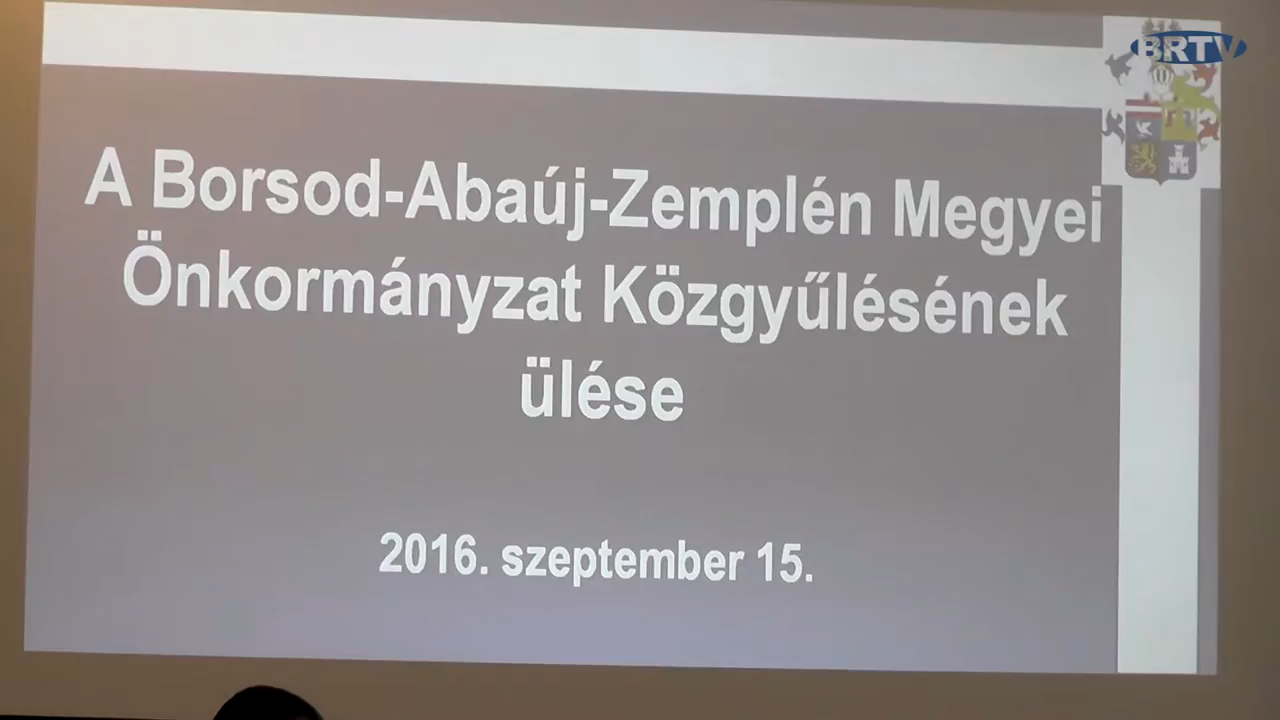 BRTV
A Borsod-Abaúj-Zemplén Megyei
Önkormányzat Közgyűlésének
ülése
2016. szeptember 15.